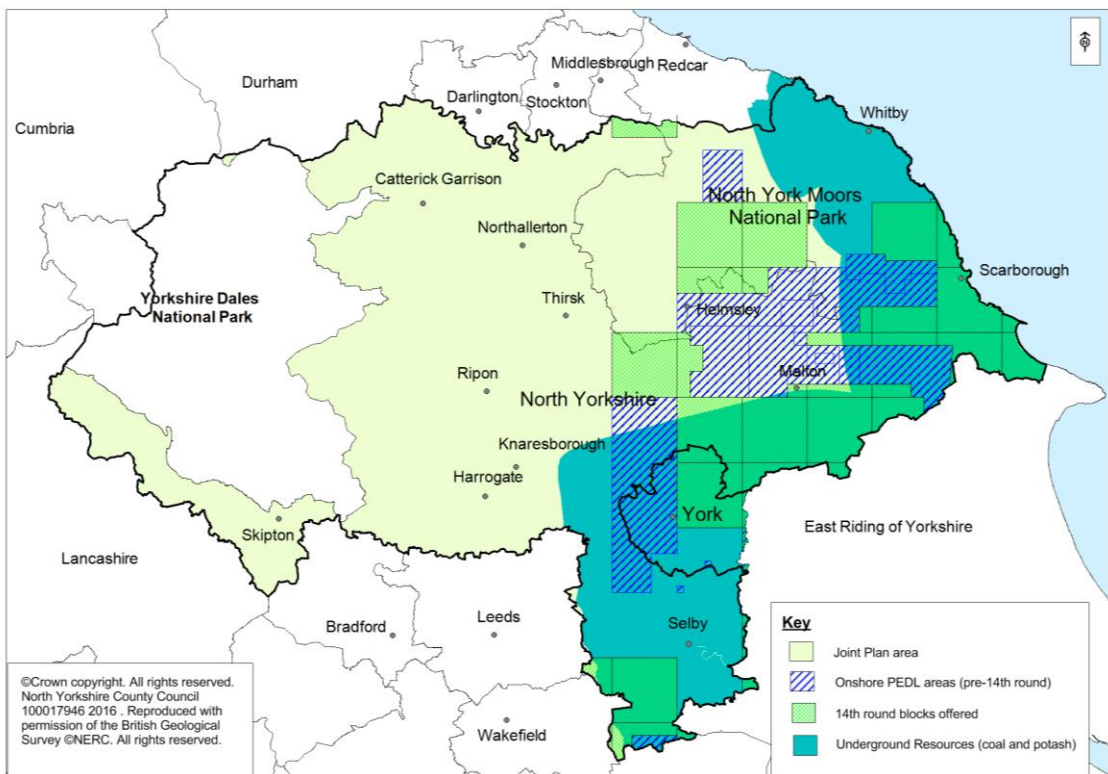 Middlesbrough
Redcar
Durham
Darlington
Stockton
Cumbria
Whitby
Catterick Garrison
North York Moors
National Park
Northallerton
Scarborough
Yorkshire Dales
National Park
Thirsk
Helmsley
Ripon
Malton
North Yorkshire
Knaresborough
Harrogate
York
East Riding of Yorkshire
Skipton
Lancashire
Bradford
Leeds
Selby
Wakefield
©Crown copyright. All rights reserved.
North Yorkshire County Council
100017946 2016 . Reproduced with
permission of the British Geological
Survey ©NERC. All rights reserved.
Key
Joint Plan area
Onshore PEDL areas (pre-14th round)
14th round blocks offered
Underground Resources (coal and potash)